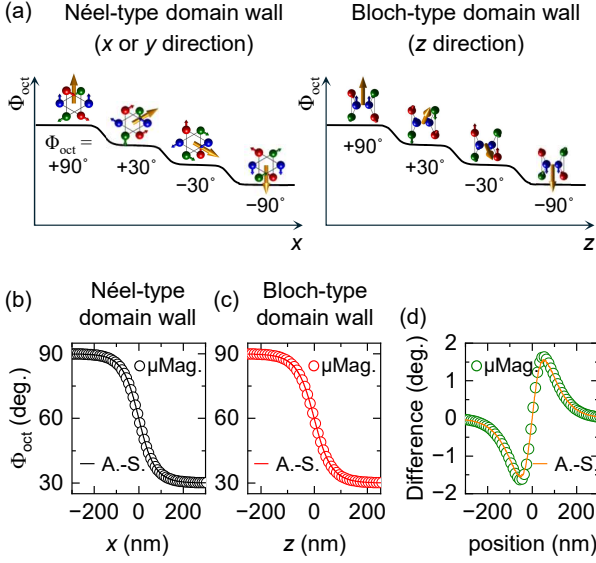 (a)
Néel-type domain wall
(x or y direction)
Φoct
Φoct =
+90°
+30°
−30°
−90°
x
Bloch-type domain wall
(z direction)
Φoct
+90°
+30°
−30°
−90°
z
(b)
Néel-type
domain wall
Φoct (deg.)
90
60
30
μMag.
A.-S.
−200 0 200
x (nm)
(c)
Bloch-type
domain wall
μMag.
A.-S.
−200 0 200
z (nm)
(d)
Difference (deg.)
2
1
0
−1
−2
μMag.
A.-S.
−200 0 200
position (nm)